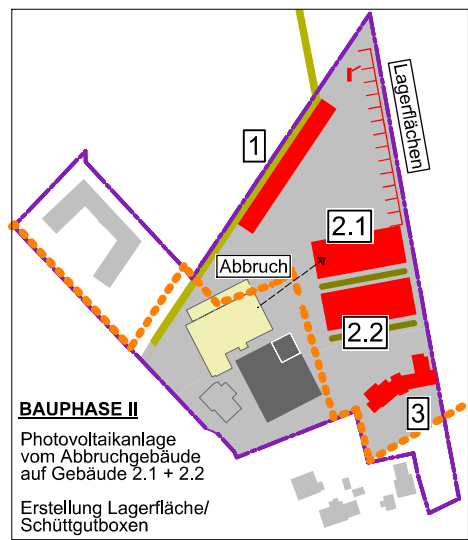 1
Lagerflächen
2.1
Abbruch
2.2
3
BAUPHASE II
Photovoltaikanlage
vom Abbruchgebäude
auf Gebäude 2.1 + 2.2
Erstellung Lagerfläche/
Schüttgutboxen